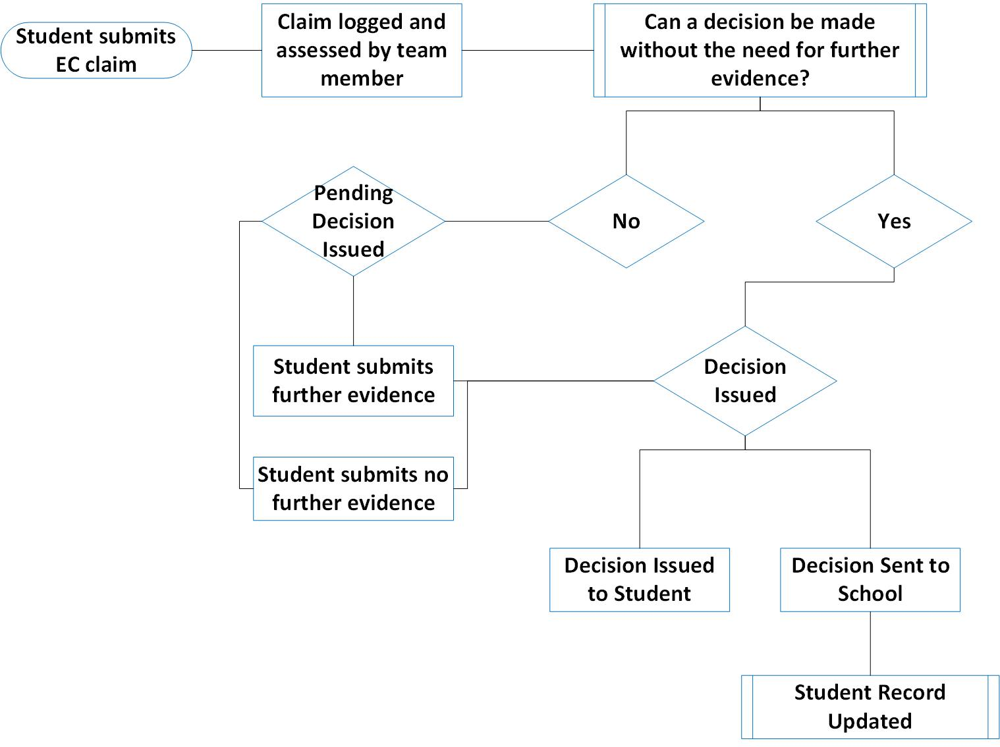 Student submits
EC claim
Claim logged and
assessed by team
member
Can a decision be made
without the need for further
evidence?
Pending
Decision
Issued
No
Yes
Student submits
further evidence
Decision
Issued
Student submits no
further evidence
Decision Issued
to Student
Decision Sent to
School
Student Record
Updated